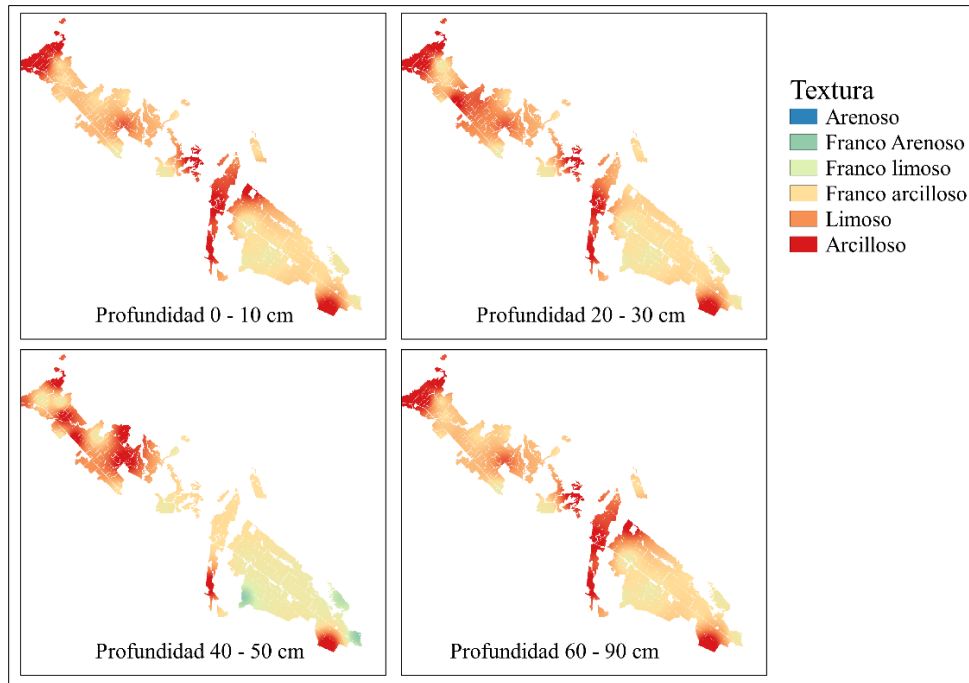 Profundidad 0 - 10 cm
Profundidad 20 - 30 cm
Textura
Arenoso
Franco Arenoso
Franco limoso
Franco arcilloso
Limoso
Arcilloso
Profundidad 40 - 50 cm
Profundidad 60 - 90 cm